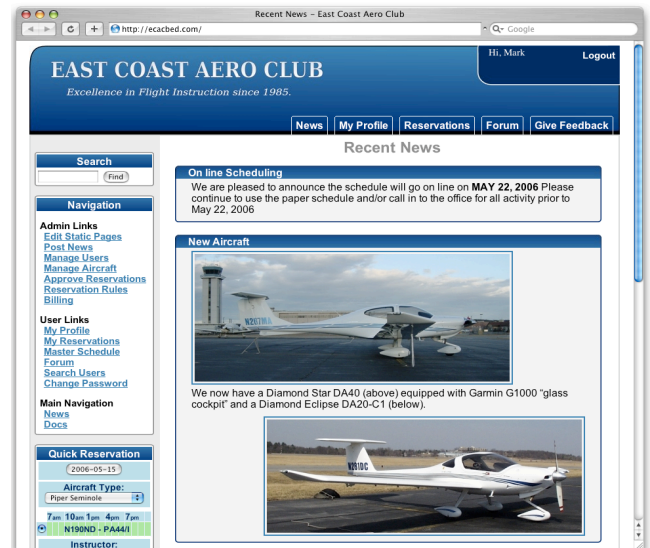 Recent News – East Coast Aero Club
http://ecacbed.com/
Google
EAST COAST AERO CLUB
Excellence in Flight Instruction since 1985.
Hi, Mark
Logout
News
My Profile
Reservations
Forum
Give Feedback
Recent News
Search
Find
Navigation
Admin Links
Edit Static Pages
Post News
Manage Users
Manage Aircraft
Approve Reservations
Reservation Rules
Billing
User Links
My Profile
My Reservations
Master Schedule
Forum
Search Users
Change Password
Main Navigation
News
Docs
Quick Reservation
2006-05-15
Aircraft Type:
Piper Seminole
7am 10am 1pm 4pm 7pm
N190ND - PA44/I
Instructor:
On line Scheduling
We are pleased to announce the schedule will go on line on MAY 22, 2006 Please
continue to use the paper schedule and/or call in to the office for all activity prior to
May 22, 2006
New Aircraft
We now have a Diamond Star DA40 (above) equipped with Garmin G1000 “glass
cockpit” and a Diamond Eclipse DA20-C1 (below).